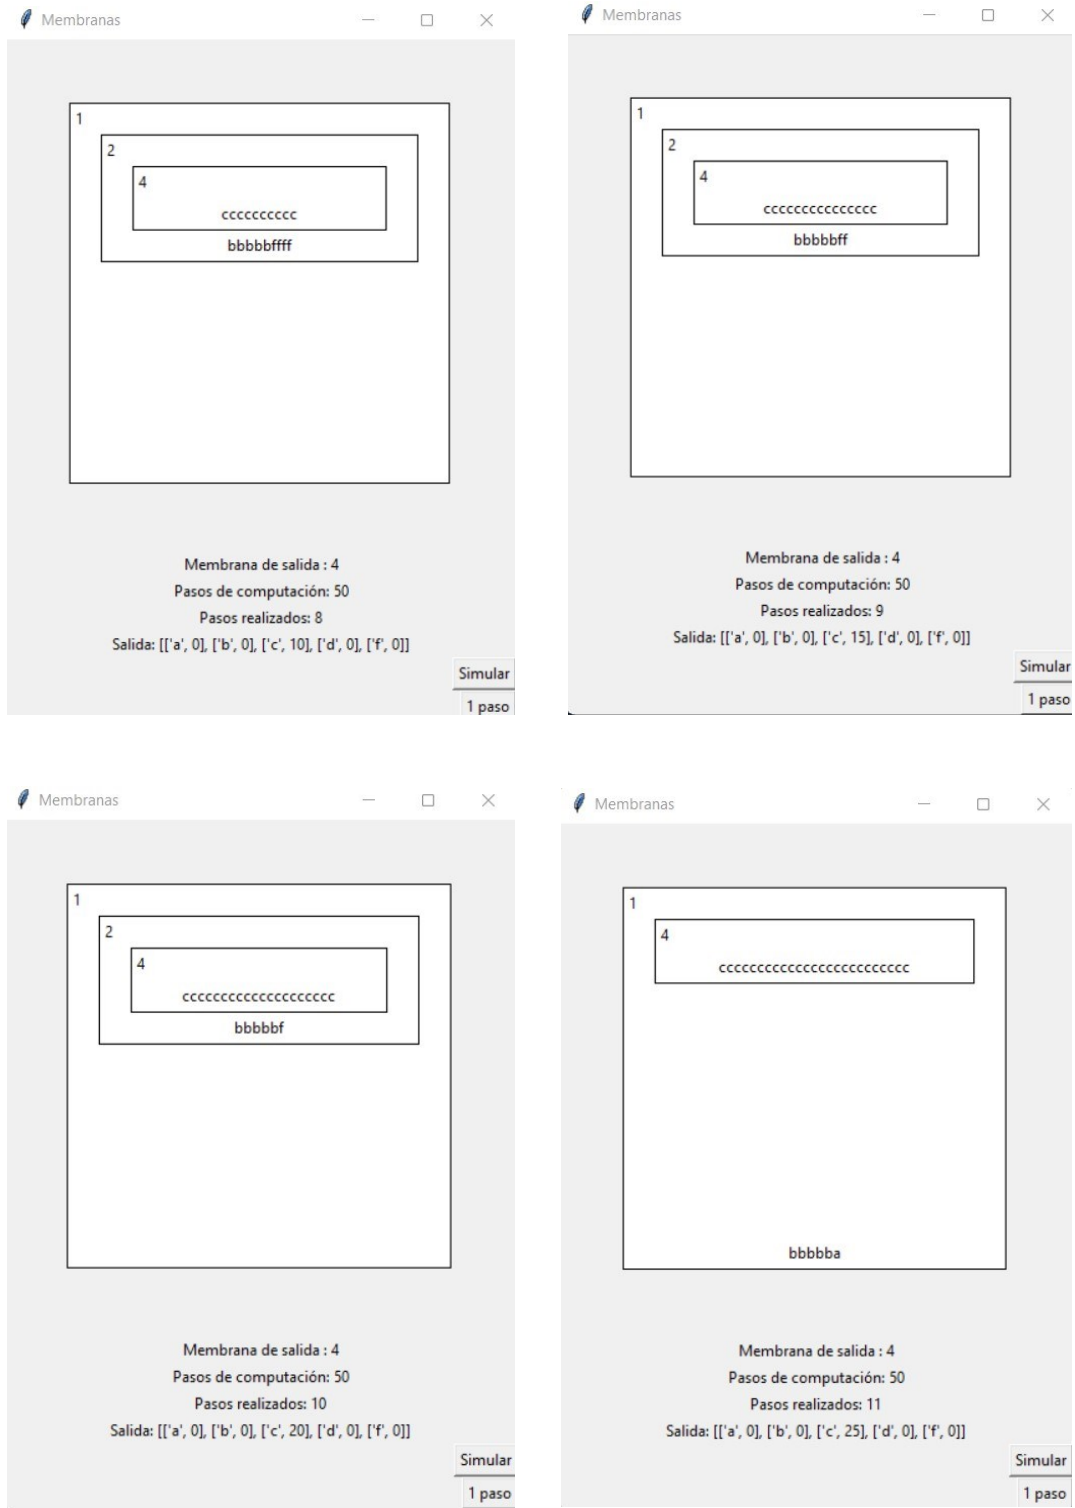 Membranas
1
2
4
cccccccccc
bbbbbffff
Membrana de salida : 4
Pasos de computación: 50
Pasos realizados: 8
Salida: [['a', 0], ['b', 0], ['c', 10], ['d', 0], ['f', 0]]
Simular
1 paso
Membranas
1
2
4
ccccccccccccccc
bbbbbff
Membrana de salida : 4
Pasos de computación: 50
Pasos realizados: 9
Salida: [['a', 0], ['b', 0], ['c', 15], ['d', 0], ['f', 0]]
Simular
1 paso
Membranas
1
2
4
cccccccccccccccccccc
bbbbbf
Membrana de salida : 4
Pasos de computación: 50
Pasos realizados: 10
Salida: [['a', 0], ['b', 0], ['c', 20], ['d', 0], ['f', 0]]
Simular
1 paso
Membranas
1
4
ccccccccccccccccccccccccc
bbbbba
Membrana de salida : 4
Pasos de computación: 50
Pasos realizados: 11
Salida: [['a', 0], ['b', 0], ['c', 25], ['d', 0], ['f', 0]]
Simular
1 paso